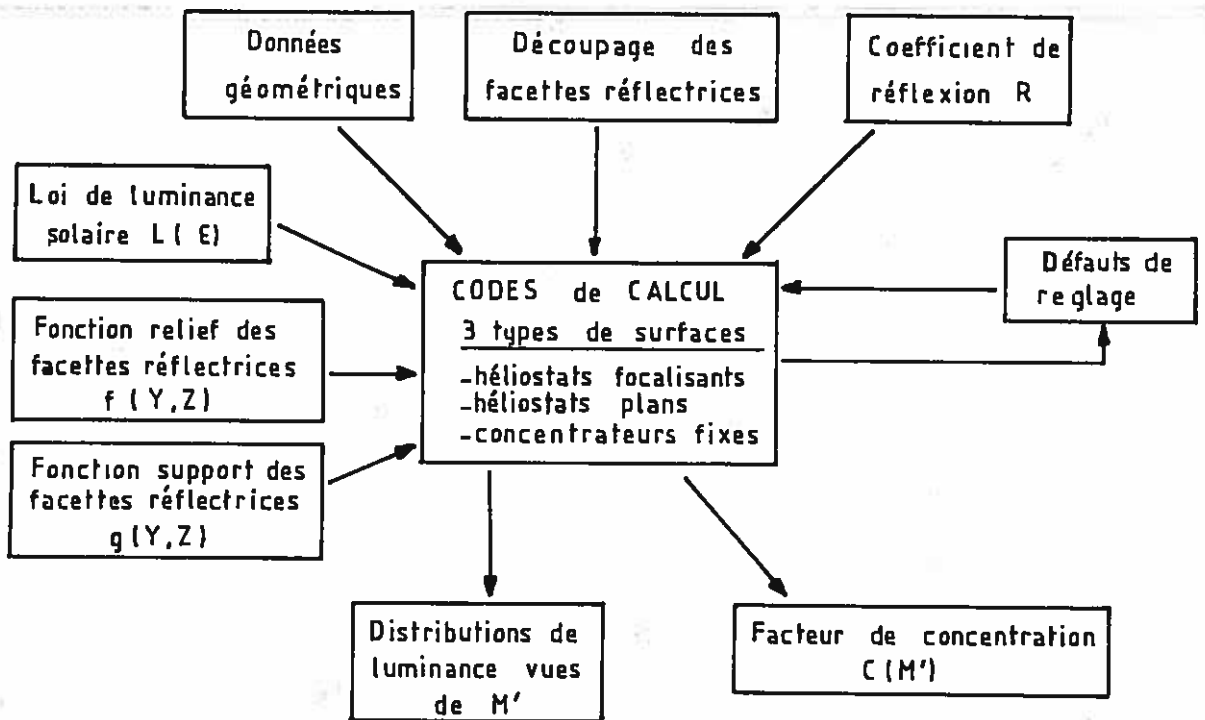 Données
géométriques
Découpage des
facettes réflectrices
Coefficient de
réflexion R
Loi de luminance
solaire L ( E)
Fonction relief des
facettes réflectrices
f (Y,Z)
Fonction support des
facettes réflectrices
g (Y,Z)
CODES de CALCUL
3 types de surfaces
-héliostats focalisants
-héliostats plans
-concentrateurs fixes
Défauts de
reglage
Distributions de
luminance vues
de M'
Facteur de concentration
C (M')